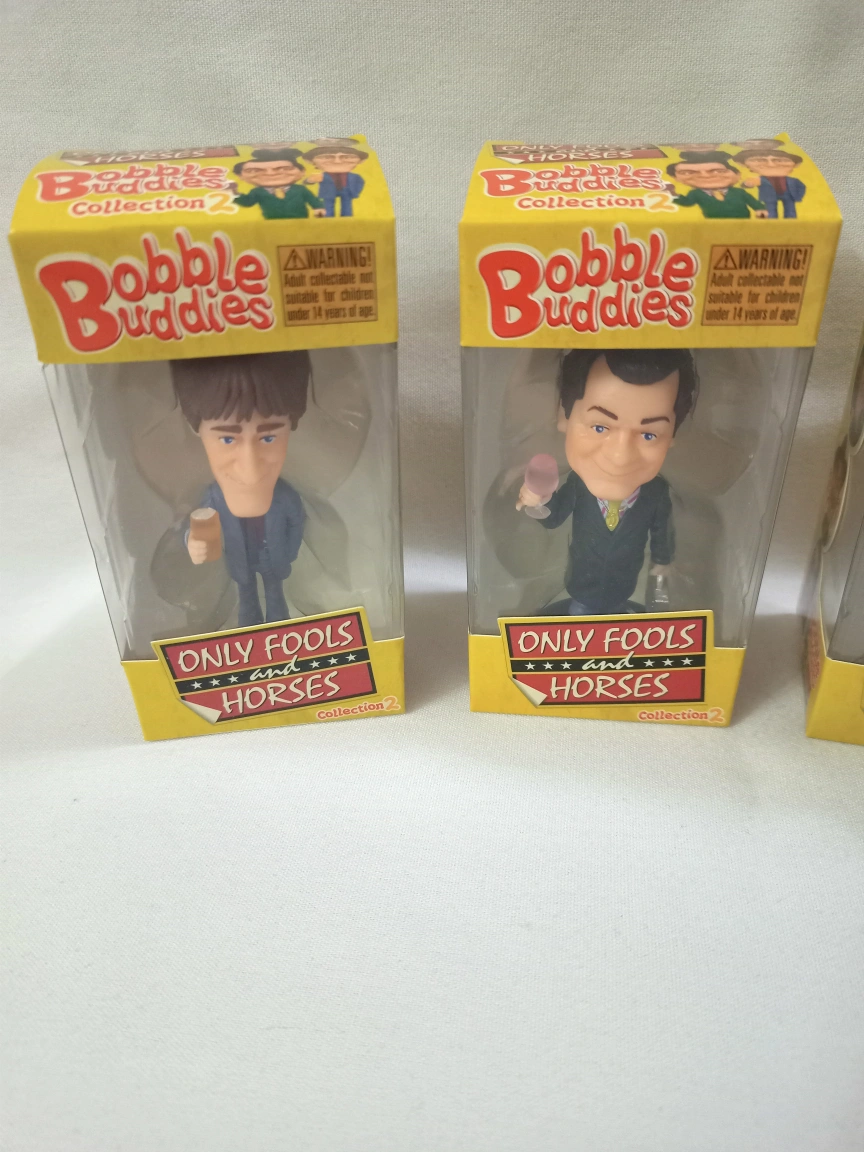 HORSES
Bobble
Buddies
Collection 2
Bobble
Buddies
WARNING!
Adult collectable not
suitable for children
under 14 years of age.
ONLY FOOLS
and
HORSES
Collection 2
ONLY FOOLS
HORSES
Bobble
Buddies
Collection 2
Bobble
Buddies
WARNING!
Adult collectable not
suitable for children
under 14 years of age.
ONLY FOOLS
and
HORSES
Collection 2